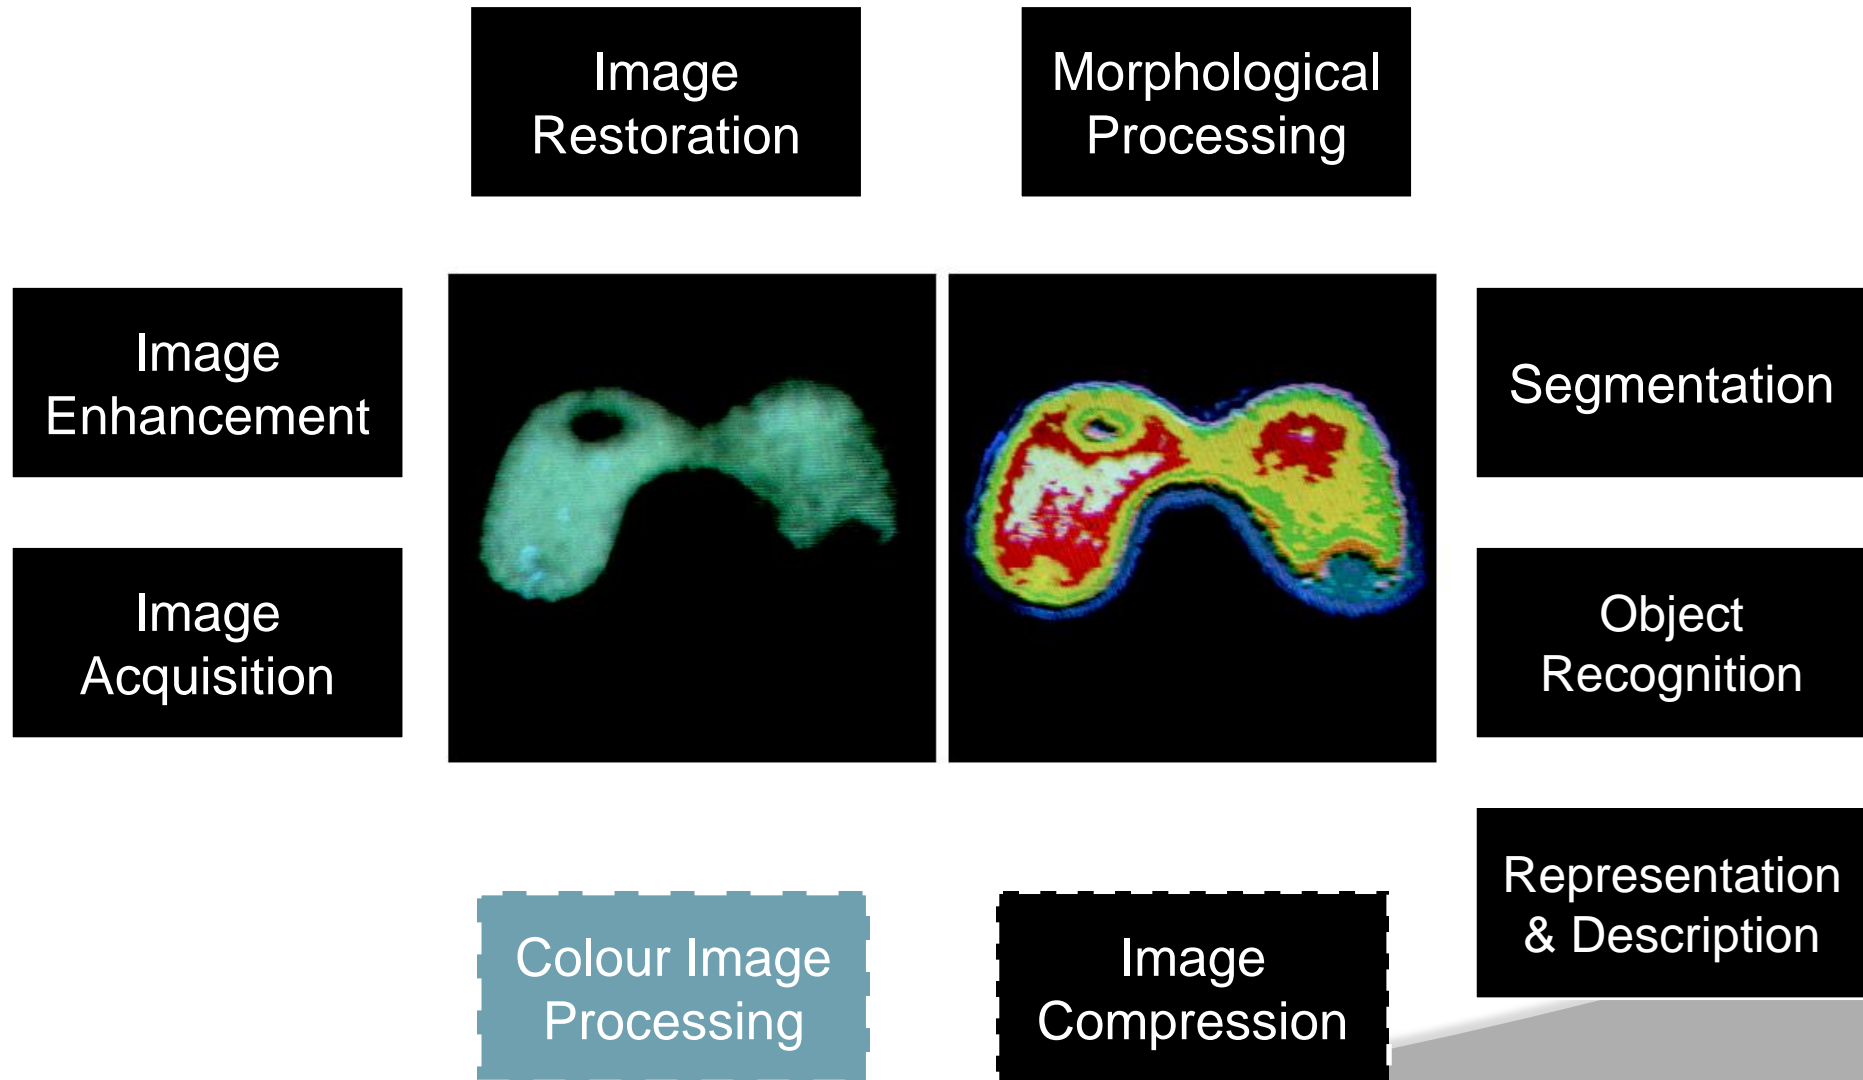 Image
Restoration
Morphological
Processing
Image
Enhancement
Segmentation
Image
Acquisition
Object
Recognition
Representation
& Description
Colour Image
Processing
Image
Compression